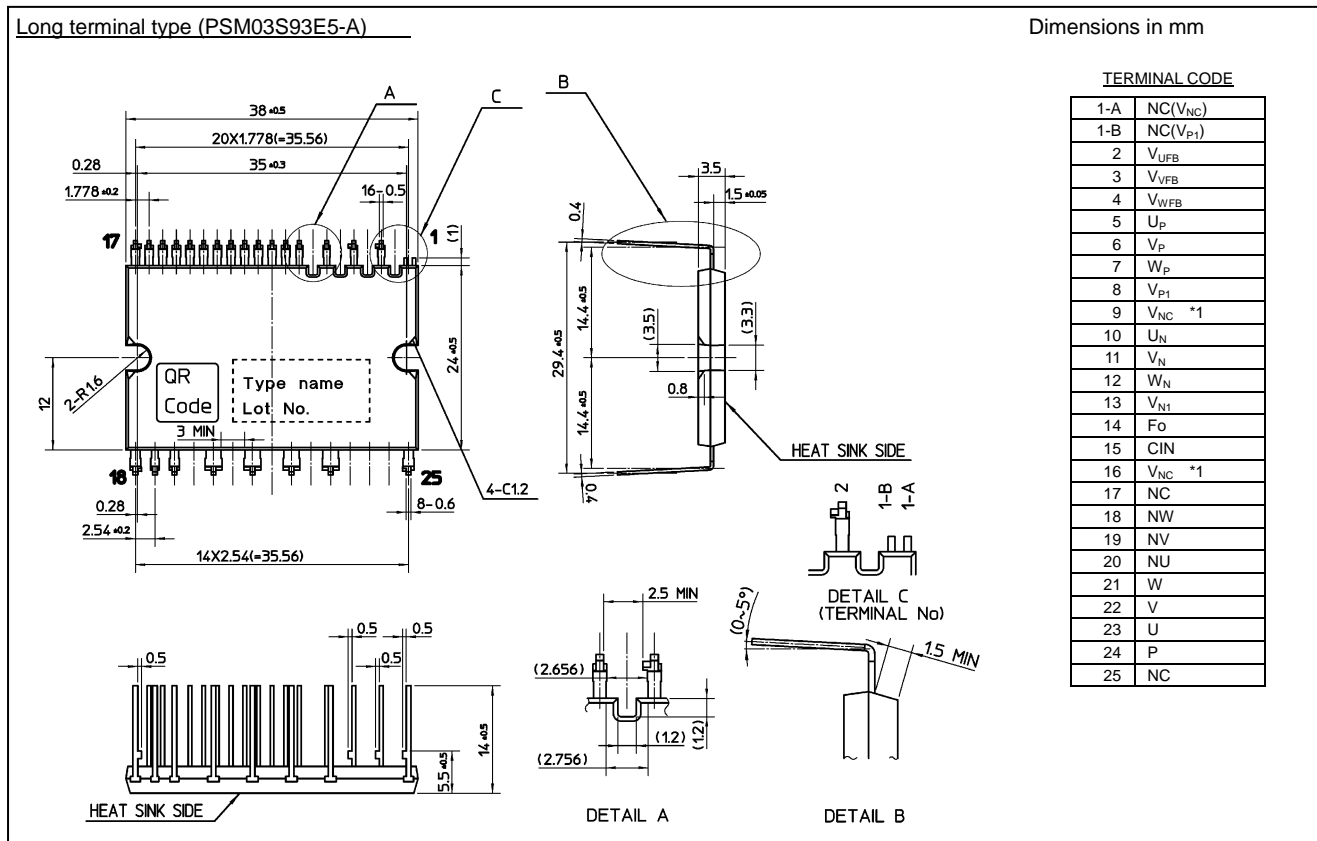 Long terminal type (PSM03S93E5-A)
Dimensions in mm
A
C
B
38 ±0.5
20X1.778(=35.56)
0.28
35 ±0.3
1.778 ±0.2
16-0.5
17
1
(1)
24 ±0.5
12
2-R1.6
QR
Code
Type name
Lot No.
3 MIN
18
25
4-C1.2
0.28
8-0.6
2.54 ±0.2
14X2.54(=35.56)
3.5
1.5 ±0.05
0.4
29.4 ±0.5
14.4 ±0.5
14.4 ±0.5
(3.5)
(3.3)
0.8
0.4
HEAT SINK SIDE
2
1-B
1-A
DETAIL C
(TERMINAL No)
0.5
0.5
0.5
0.5
14 ±0.5
5.5 ±0.5
HEAT SINK SIDE
2.5 MIN
(2.656)
(1.2)
(1.2)
(2.756)
DETAIL A
(0~5°)
1.5 MIN
DETAIL B
TERMINAL CODE
1-A NC(VNC)
1-B NC(VP1)
2 VUFB
3 VVFB
4 VWFB
5 UP
6 VP
7 WP
8 VP1
9 VNC *1
10 UN
11 VN
12 WN
13 VN1
14 Fo
15 CIN
16 VNC *1
17 NC
18 NW
19 NV
20 NU
21 W
22 V
23 U
24 P
25 NC